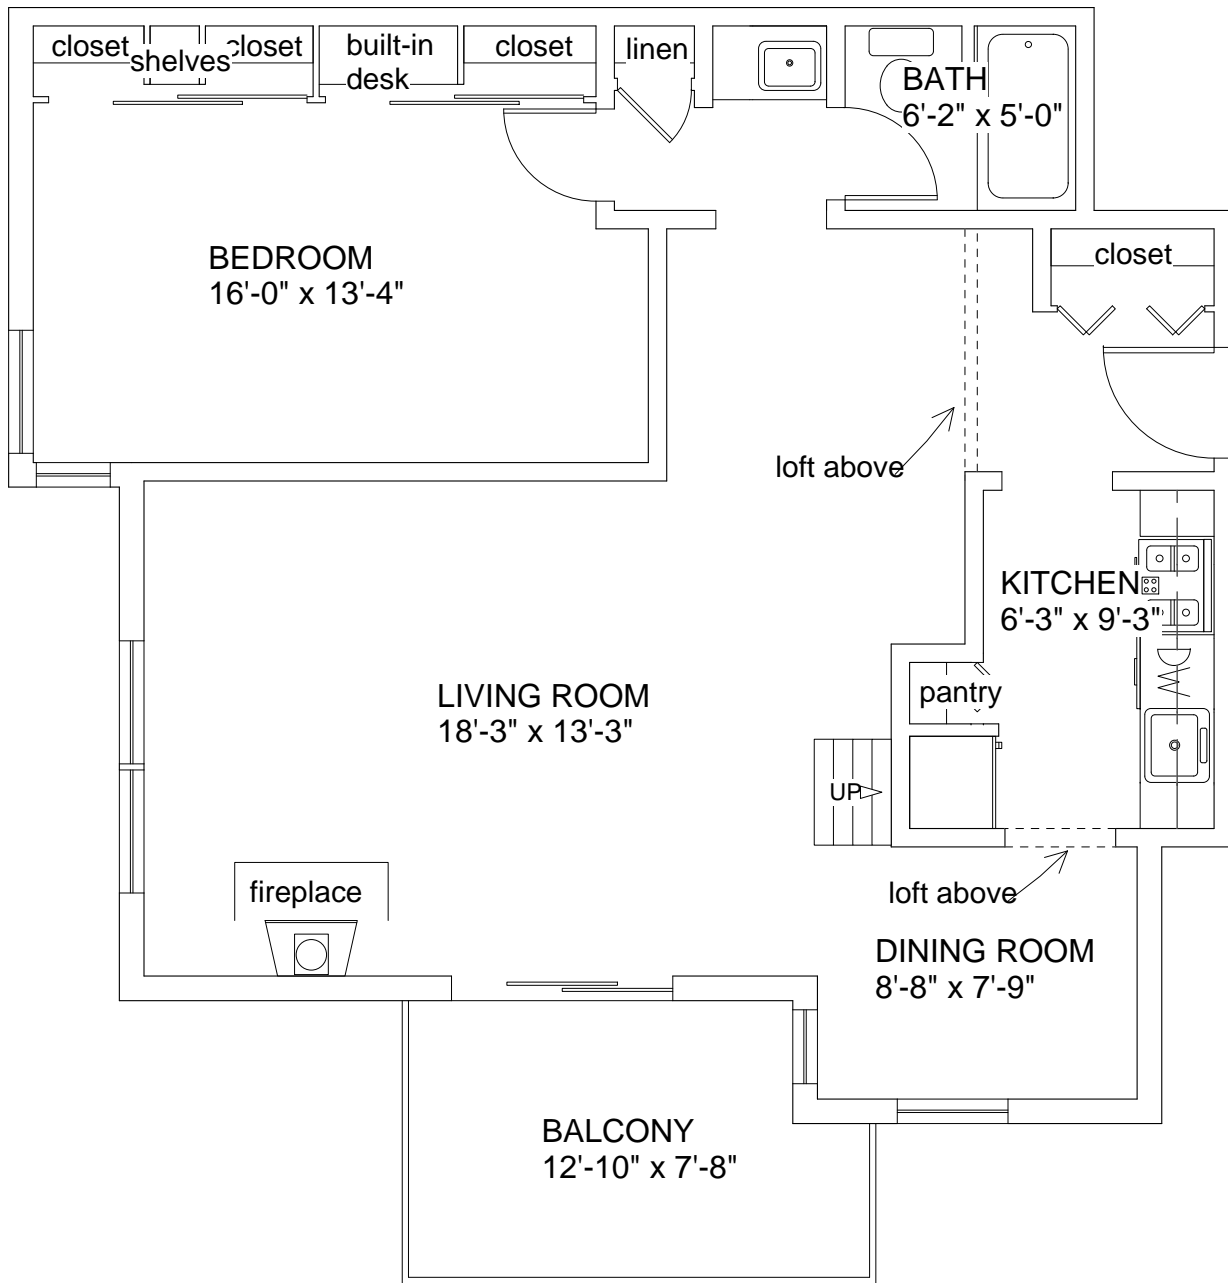 closet
shelves
closet
built-in
desk
closet
linen
BATH
6'-2" x 5'-0"
BEDROOM
16'-0" x 13'-4"
closet
loft above
KITCHEN
6'-3" x 9'-3"
LIVING ROOM
18'-3" x 13'-3"
pantry
UP
fireplace
loft above
DINING ROOM
8'-8" x 7'-9"
BALCONY
12'-10" x 7'-8"